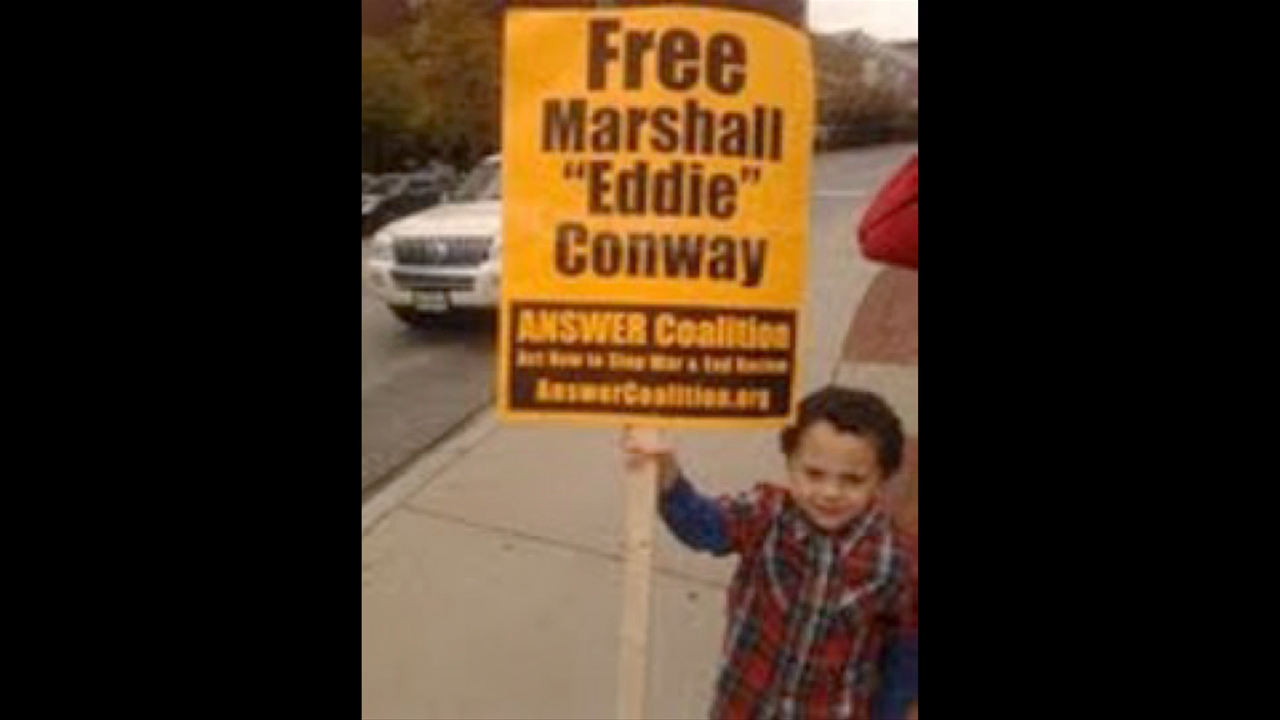 Free
Marshall
“Eddie”
Conway
ANSWER Coalition
Act Now to Stop War & End Racism
AnswerCoalition.org